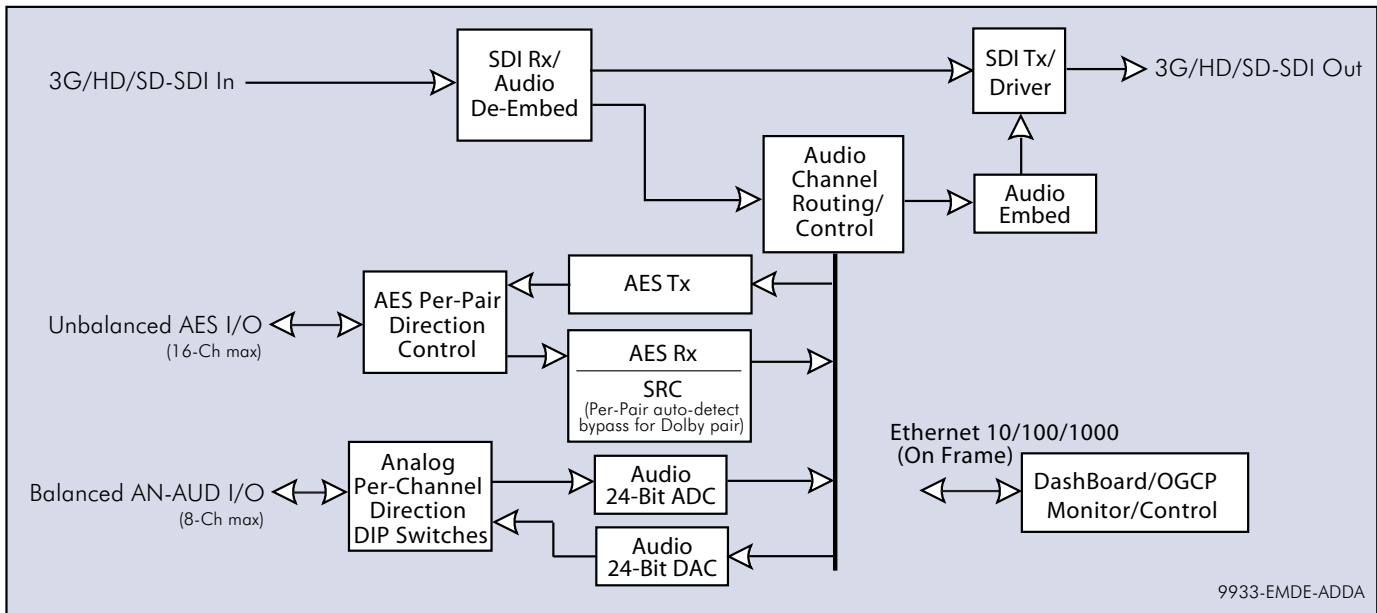 3G/HD/SD-SDI In
SDI Rx/
Audio
De-Embed
SDI Tx/
Driver
3G/HD/SD-SDI Out
Audio
Channel
Routing/
Control
Audio
Embed
Unbalanced AES I/O
(16-Ch max)
AES Per-Pair
Direction
Control
AES Tx
AES Rx
SRC
(Per-Pair auto-detect
bypass for Dolby pair)
Balanced AN-AUD I/O
(8-Ch max)
Analog
Per-Channel
Direction
DIP Switches
Audio
24-Bit ADC
Audio
24-Bit DAC
Ethernet 10/100/1000
(On Frame)
DashBoard/OGCP
Monitor/Control
9933-EMDE-ADDA